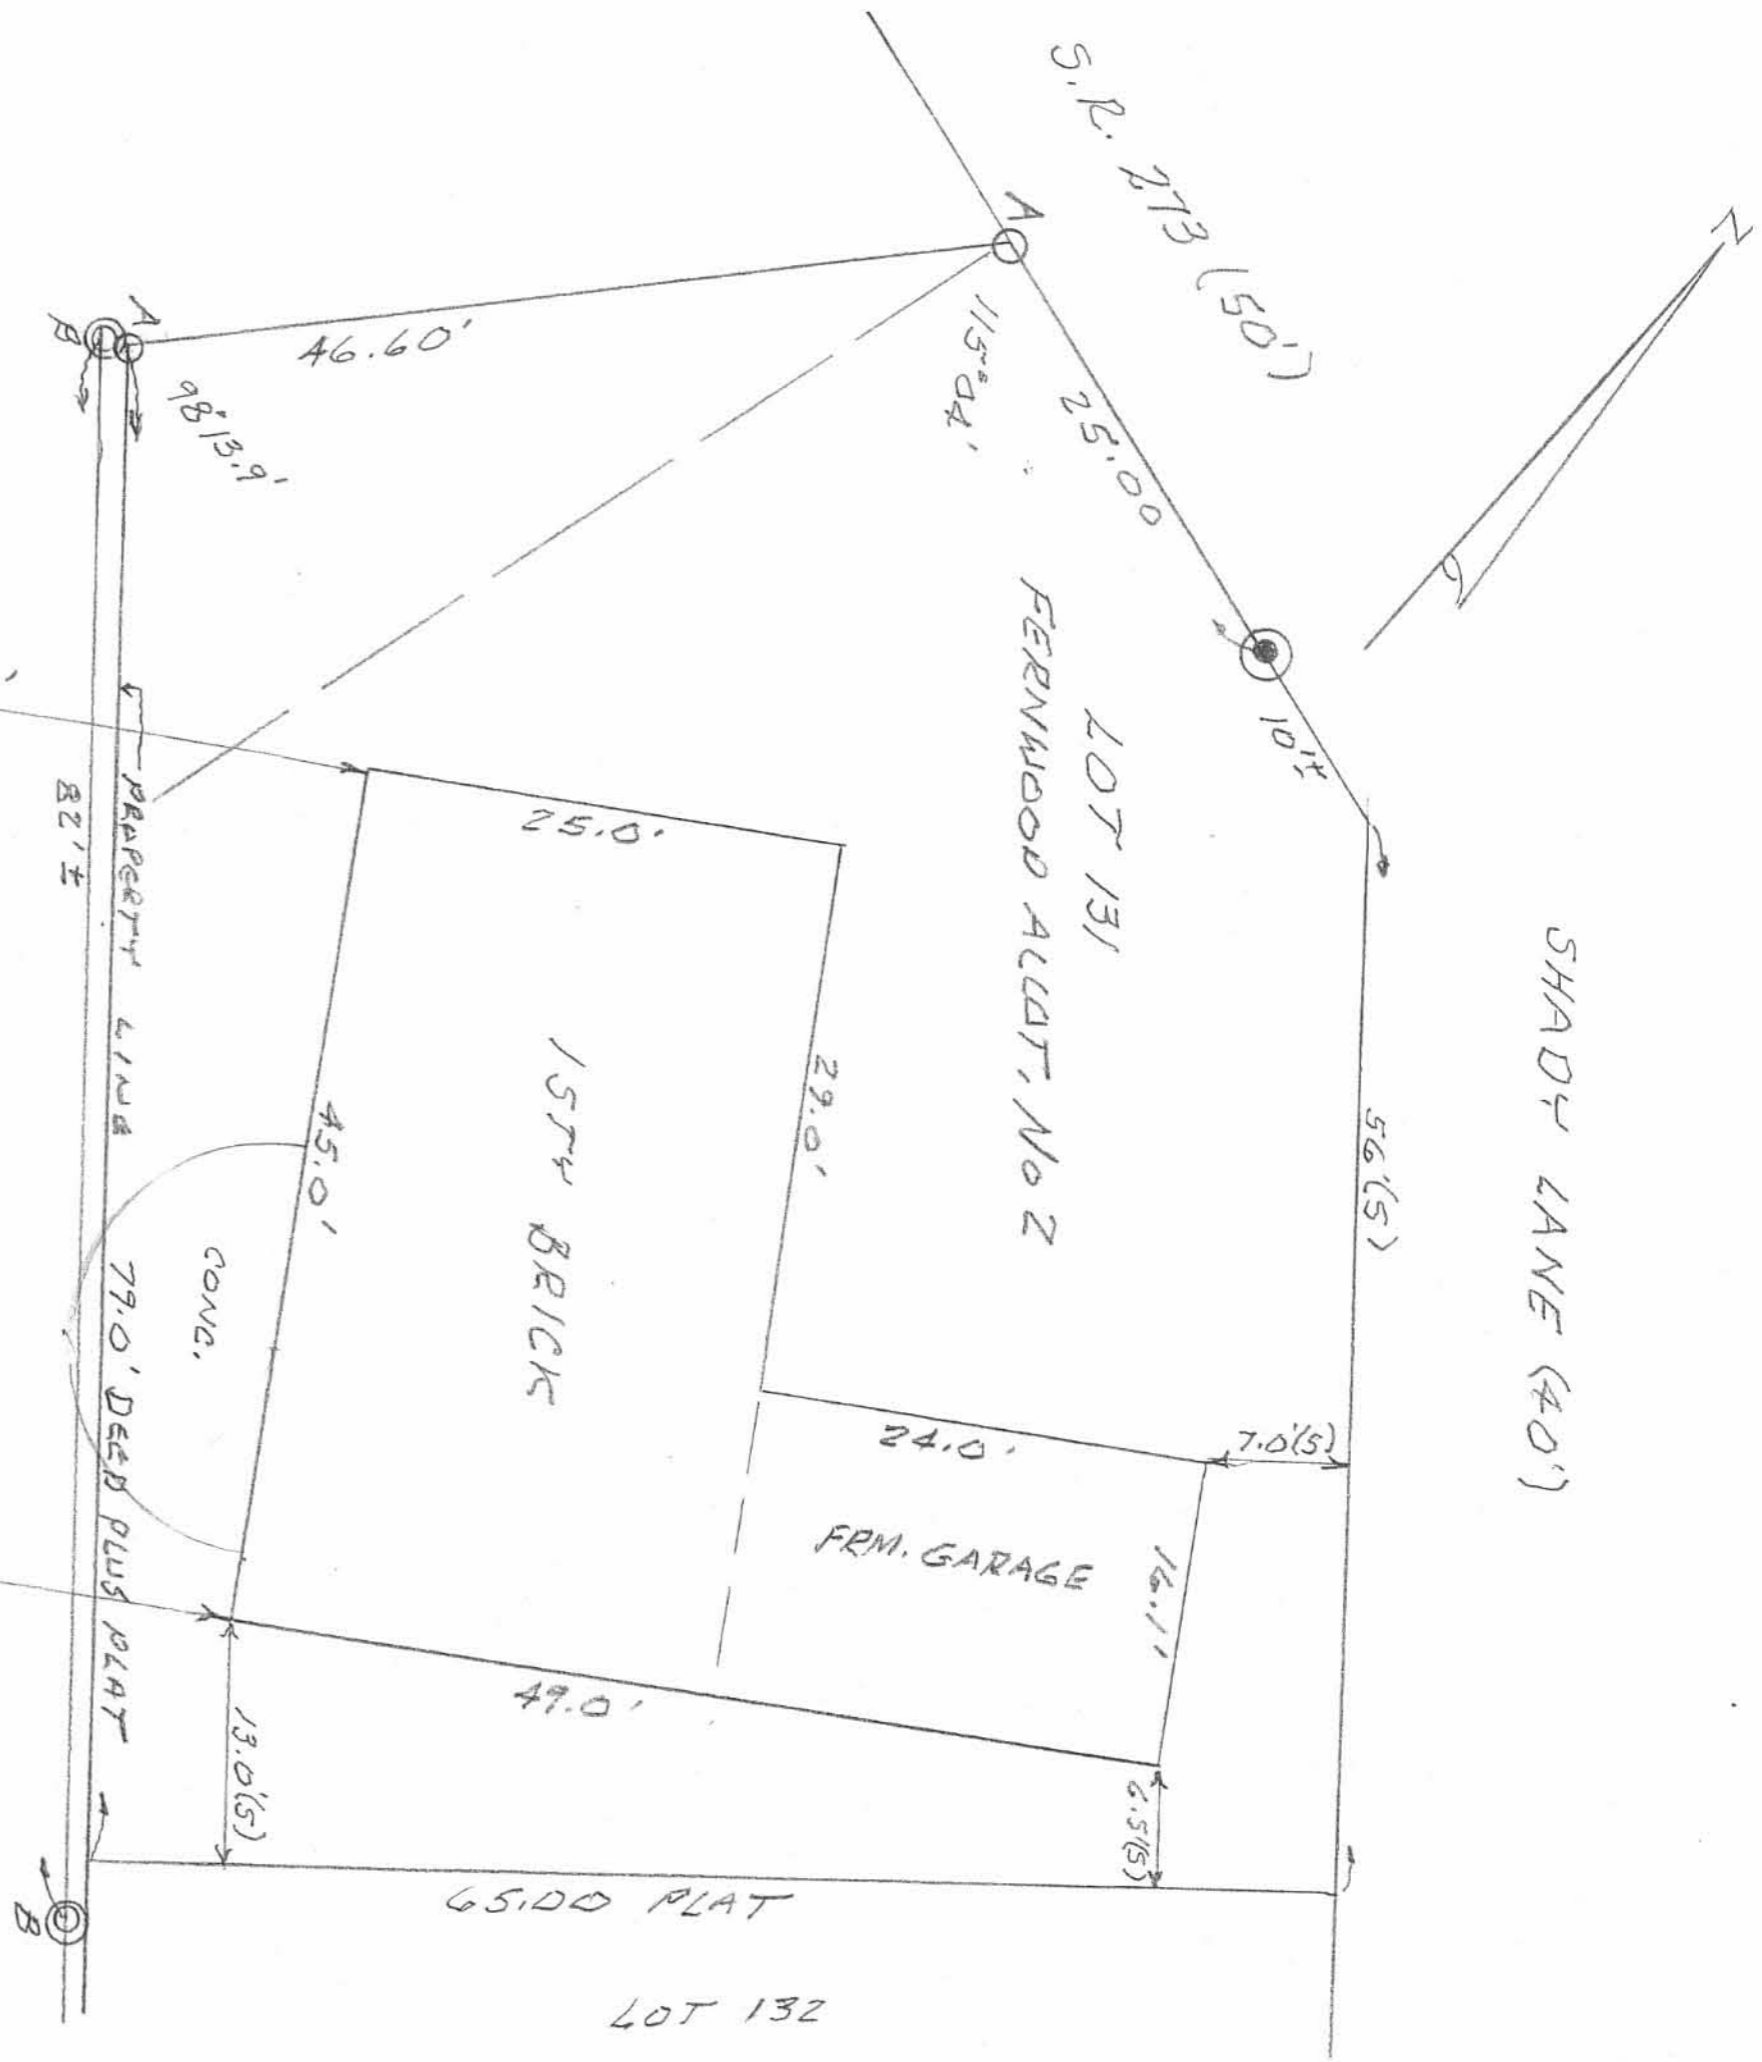 N
SHADY LANE (40')
S.R. 273 (50')
A
25.00
10'±
56'(S)
115°04'
LOT 131
FERNWOOD ALLOT, No 2
7.0'(S)
24.0'
16.1'
FRM. GARAGE
6.5'(S)
29.0'
25.0'
1 STY BRICK
49.0'
45.0'
CONC.
13.0'(S)
46.60'
98°13.9'
A
B
PROPERTY LINE
79.0' DEED PLUS PLAT
82'±
B
65.00 PLAT
LOT 132